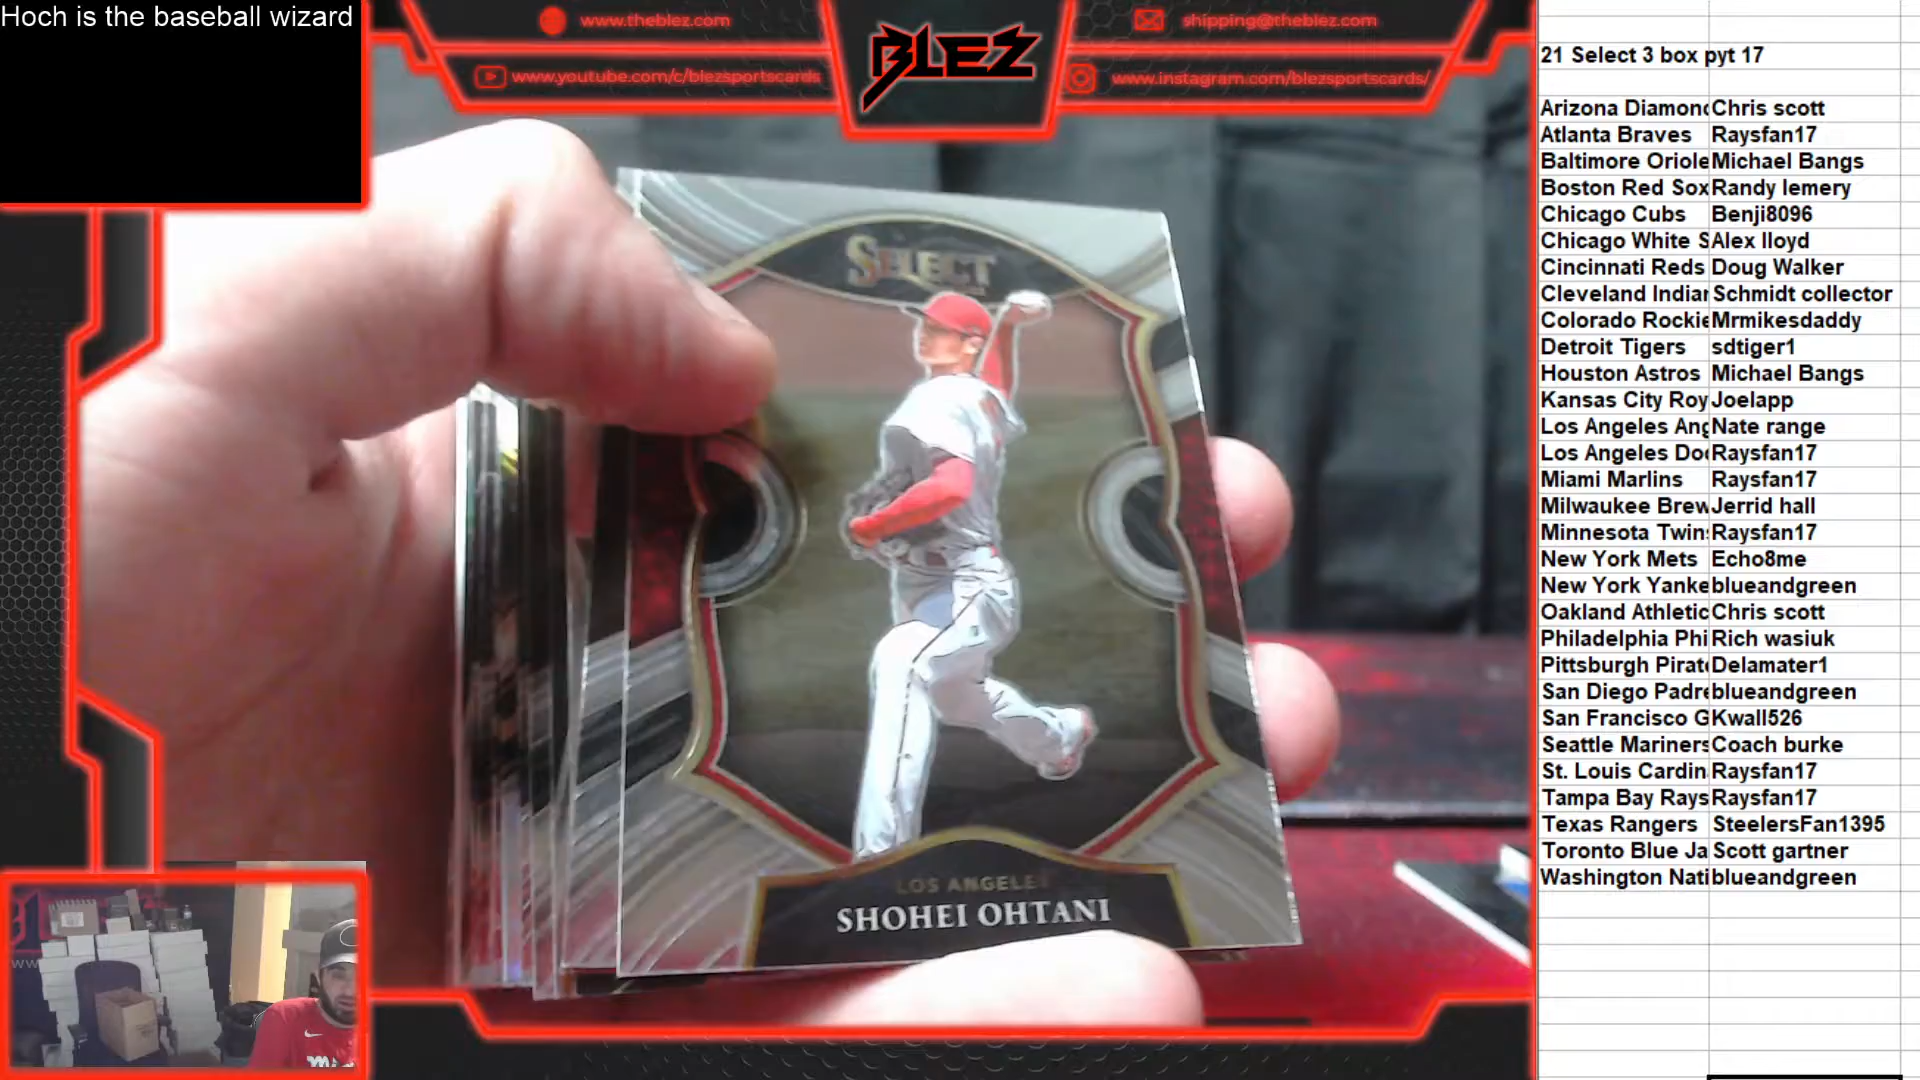 Hoch is the baseball wizard
www.theblez.com
shipping@theblez.com
BLEZ
www.youtube.com/c/blezsportscards
www.instagram.com/blezsportscards/
SELECT
LOS ANGELE
SHOHEI OHTANI
21 Select 3 box pyt 17
Arizona Diamond Chris scott
Atlanta Braves Raysfan17
Baltimore Oriole Michael Bangs
Boston Red Sox Randy lemery
Chicago Cubs Benji8096
Chicago White S Alex lloyd
Cincinnati Reds Doug Walker
Cleveland Indian Schmidt collector
Colorado Rockie Mrmikesdaddy
Detroit Tigers sdtiger1
Houston Astros Michael Bangs
Kansas City Roy Joelapp
Los Angeles Ang Nate range
Los Angeles Dod Raysfan17
Miami Marlins Raysfan17
Milwaukee Brew Jerrid hall
Minnesota Twins Raysfan17
New York Mets Echo8me
New York Yanke blueandgreen
Oakland Athletic Chris scott
Philadelphia Phi Rich wasiuk
Pittsburgh Pirate Delamater1
San Diego Padre blueandgreen
San Francisco G Kwall526
Seattle Mariners Coach burke
St. Louis Cardin Raysfan17
Tampa Bay Rays Raysfan17
Texas Rangers SteelersFan1395
Toronto Blue Ja Scott gartner
Washington Nati blueandgreen